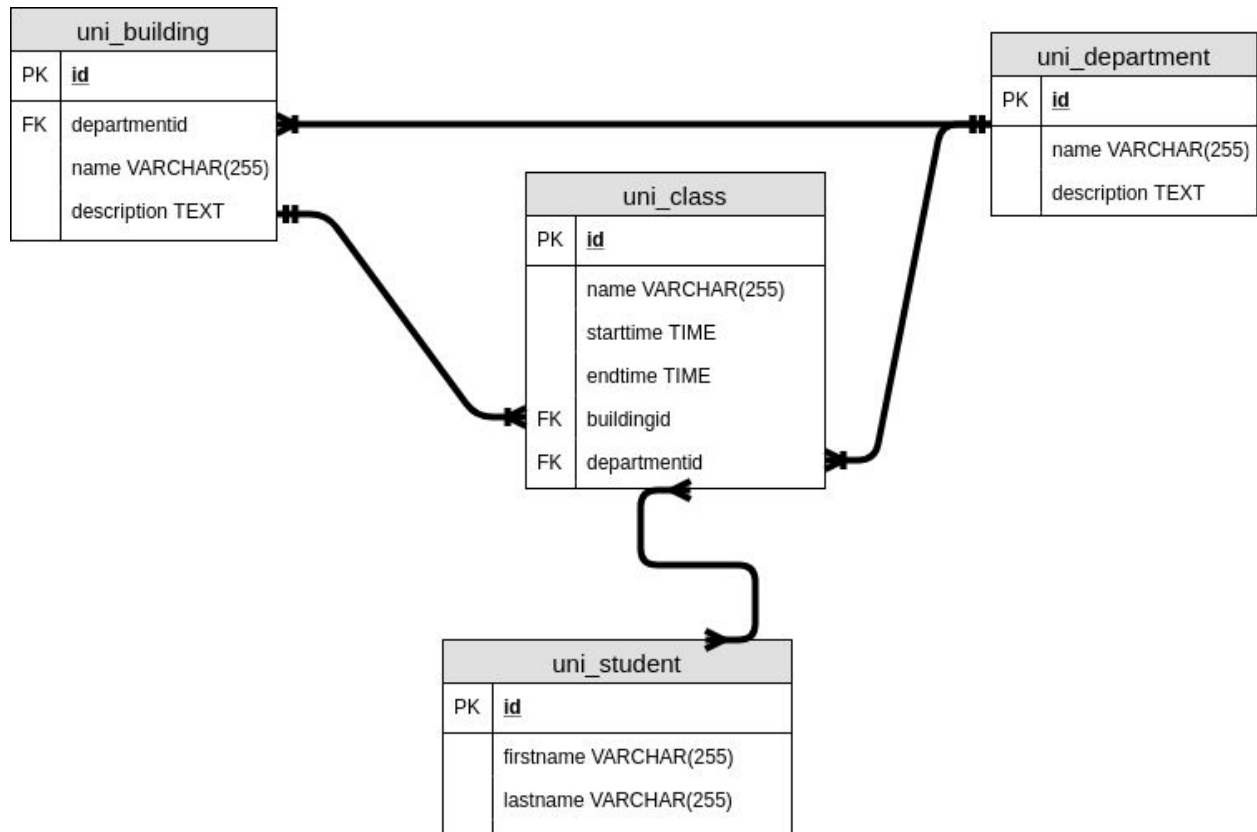 uni_building
PK id
FK departmentid
name VARCHAR(255)
description TEXT
uni_department
PK id
name VARCHAR(255)
description TEXT
uni_class
PK id
name VARCHAR(255)
starttime TIME
endtime TIME
FK buildingid
FK departmentid
uni_student
PK id
firstname VARCHAR(255)
lastname VARCHAR(255)